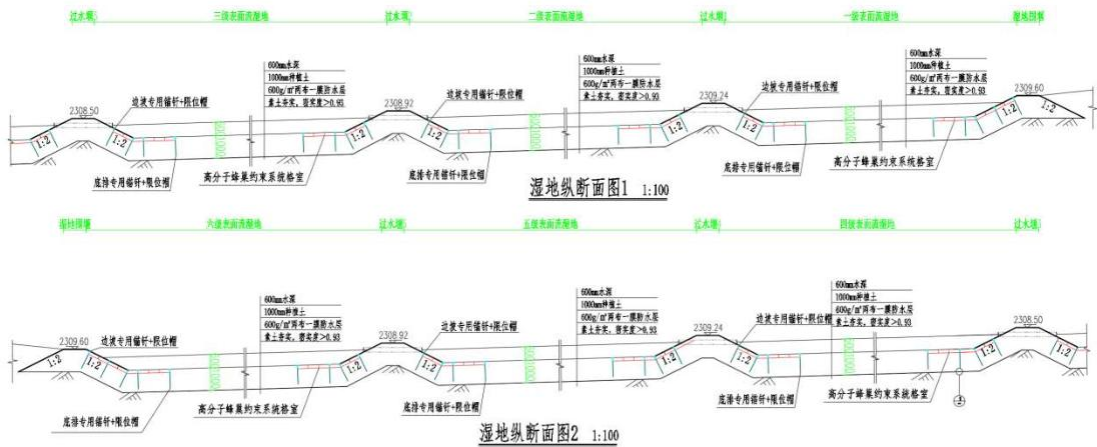 过水堰 三级表面流湿地 过水堰 二级表面流湿地 过水堰 一级表面流湿地 湿地围堰
600mm水深
1000mm种植土
600g/㎡两布一膜防水层
素土夯实，密实度>0.93
600mm水深
1000mm种植土
600g/㎡两布一膜防水层
素土夯实，密实度>0.93
600mm水深
1000mm种植土
600g/㎡两布一膜防水层
素土夯实，密实度>0.93
边坡专用锚钎+限位帽 边坡专用锚钎+限位帽 边坡专用锚钎+限位帽
2308.50 2308.92 2309.24 2309.60
1:2 1:2 1:2 1:2 1:2 1:2 1:2 1:2
底排专用锚钎+限位帽 高分子蜂巢约束系统格室 底排专用锚钎+限位帽 底排专用锚钎+限位帽 高分子蜂巢约束系统格室
湿地纵断面图1 1:100
湿地围堰 六级表面流湿地 过水堰 五级表面流湿地 过水堰 四级表面流湿地 过水堰
600mm水深
1000mm种植土
600g/㎡两布一膜防水层
素土夯实，密实度>0.93
600mm水深
1000mm种植土
600g/㎡两布一膜防水层
素土夯实，密实度>0.93
600mm水深
1000mm种植土
600g/㎡两布一膜防水层
素土夯实，密实度>0.93
边坡专用锚钎+限位帽 边坡专用锚钎+限位帽 边坡专用锚钎+限位帽
2309.60 2308.92 2309.24 2308.50
1:2 1:2 1:2 1:2 1:2 1:2 1:2 1:2
底排专用锚钎+限位帽 高分子蜂巢约束系统格室 底排专用锚钎+限位帽 底排专用锚钎+限位帽 高分子蜂巢约束系统格室
湿地纵断面图2 1:100